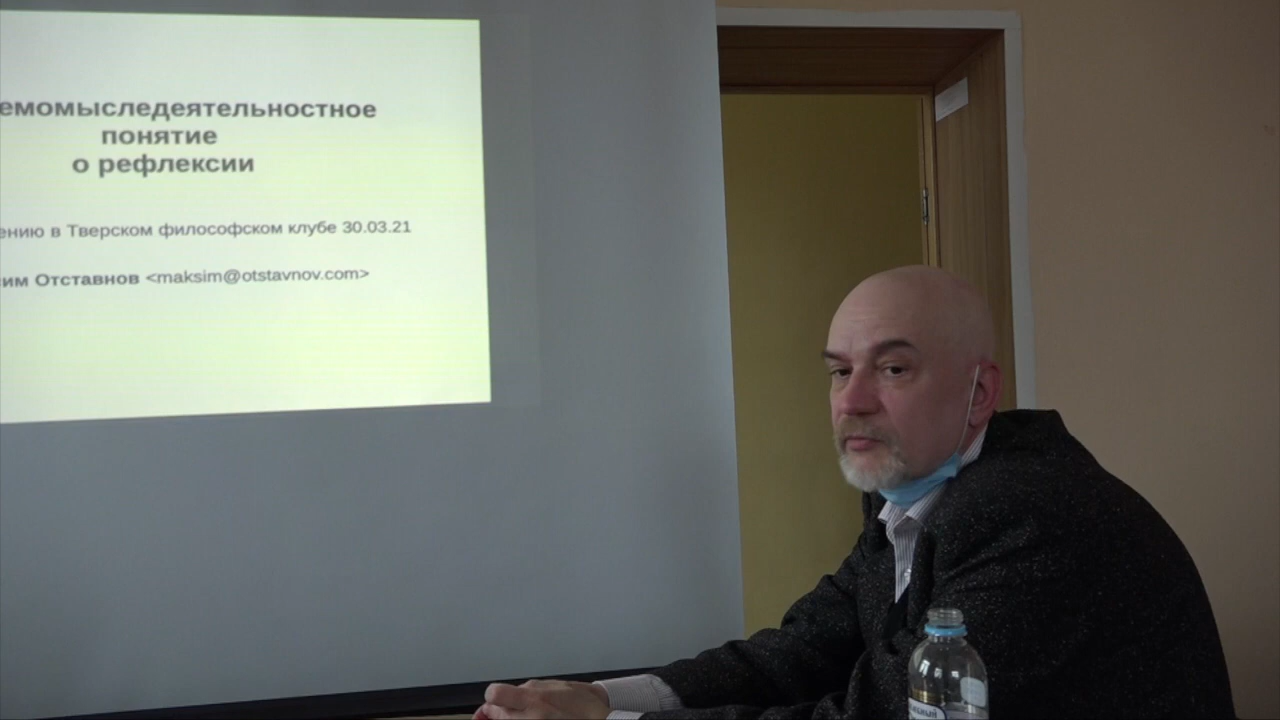 емомыследеятельностное
понятие
о рефлексии
ению в Тверском философском клубе 30.03.21
им Отставнов <maksim@otstavnov.com>